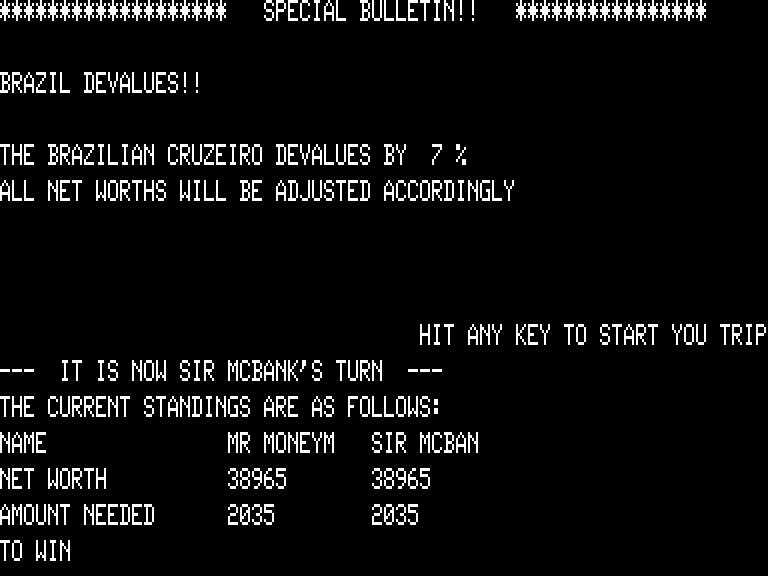 ******************* SPECIAL BULLETIN!! ****************
BRAZIL DEVALUES!!
THE BRAZILIAN CRUZEIRO DEVALUES BY 7 %
ALL NET WORTHS WILL BE ADJUSTED ACCORDINGLY
HIT ANY KEY TO START YOU TRIP
--- IT IS NOW SIR MCBANK'S TURN ---
THE CURRENT STANDINGS ARE AS FOLLOWS:
NAME MR MONEYM SIR MCBAN
NET WORTH 38965 38965
AMOUNT NEEDED 2035 2035
TO WIN